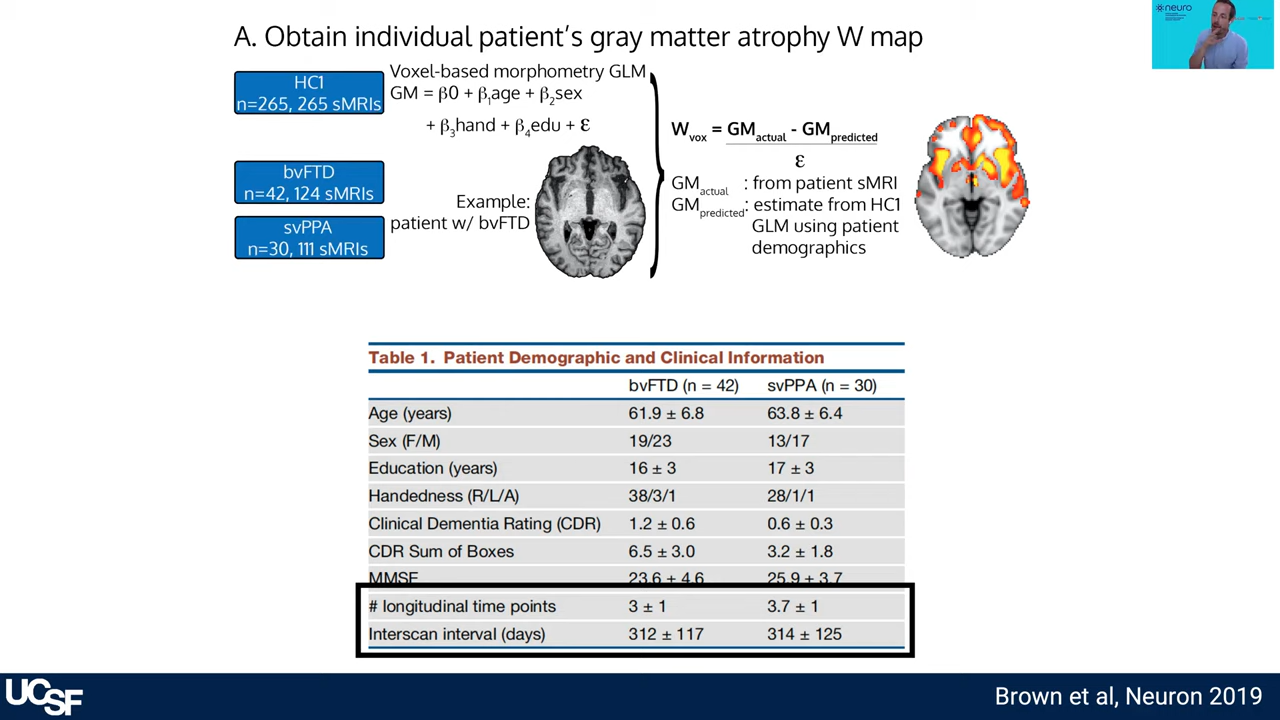 neuro
A. Obtain individual patient's gray matter atrophy W map
HC1
n=265, 265 sMRIs
Voxel-based morphometry GLM
GM = β0 + β1age + β2sex
+ β3hand + β4edu + ε
bvFTD
n=42, 124 sMRIs
svPPA
n=30, 111 sMRIs
Example:
patient w/ bvFTD
Wvox = GMactual - GMpredicted
ε
GMactual : from patient sMRI
GMpredicted: estimate from HC1
GLM using patient
demographics
Table 1. Patient Demographic and Clinical Information
bvFTD (n = 42) svPPA (n = 30)
Age (years) 61.9 ± 6.8 63.8 ± 6.4
Sex (F/M) 19/23 13/17
Education (years) 16 ± 3 17 ± 3
Handedness (R/L/A) 38/3/1 28/1/1
Clinical Dementia Rating (CDR) 1.2 ± 0.6 0.6 ± 0.3
CDR Sum of Boxes 6.5 ± 3.0 3.2 ± 1.8
MMSE 23.6 ± 4.6 25.9 ± 3.7
# longitudinal time points 3 ± 1 3.7 ± 1
Interscan interval (days) 312 ± 117 314 ± 125
UCSF
Brown et al, Neuron 2019